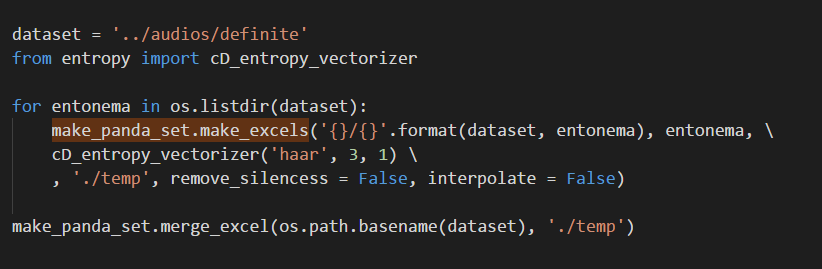 dataset = '../audios/definite'
from entropy import cD_entropy_vectorizer
for entonema in os.listdir(dataset):
make_panda_set.make_excels('{}/{}'.format(dataset, entonema), entonema, \
cD_entropy_vectorizer('haar', 3, 1) \
, './temp', remove_silencess = False, interpolate = False)
make_panda_set.merge_excel(os.path.basename(dataset), './temp')